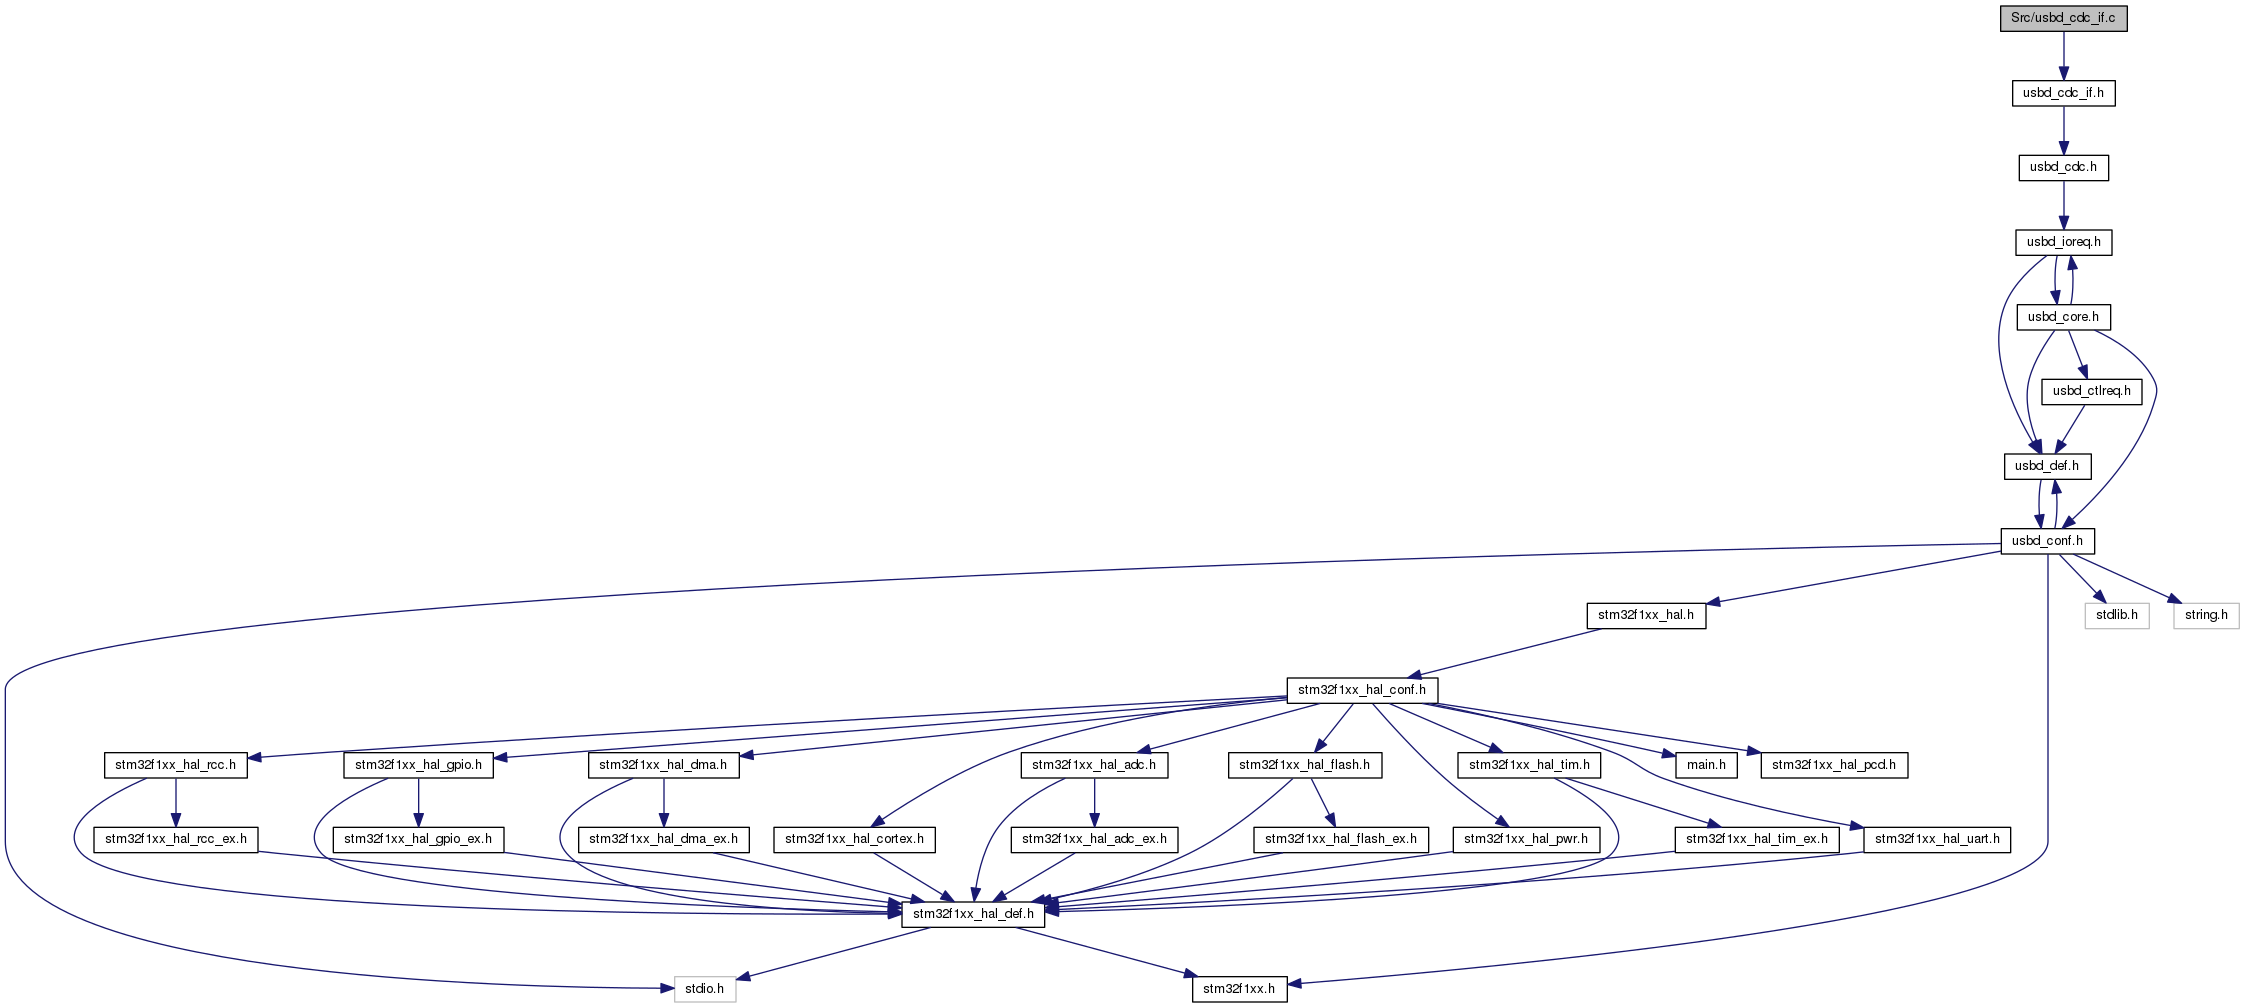 Src/usbd_cdc_if.c
usbd_cdc_if.h
usbd_cdc.h
usbd_ioreq.h
usbd_core.h
usbd_ctlreq.h
usbd_def.h
usbd_conf.h
stm32f1xx_hal.h
stdlib.h
string.h
stm32f1xx_hal_conf.h
stm32f1xx_hal_rcc.h
stm32f1xx_hal_gpio.h
stm32f1xx_hal_dma.h
stm32f1xx_hal_adc.h
stm32f1xx_hal_flash.h
stm32f1xx_hal_tim.h
main.h
stm32f1xx_hal_pcd.h
stm32f1xx_hal_rcc_ex.h
stm32f1xx_hal_gpio_ex.h
stm32f1xx_hal_dma_ex.h
stm32f1xx_hal_cortex.h
stm32f1xx_hal_adc_ex.h
stm32f1xx_hal_flash_ex.h
stm32f1xx_hal_pwr.h
stm32f1xx_hal_tim_ex.h
stm32f1xx_hal_uart.h
stm32f1xx_hal_def.h
stdio.h
stm32f1xx.h